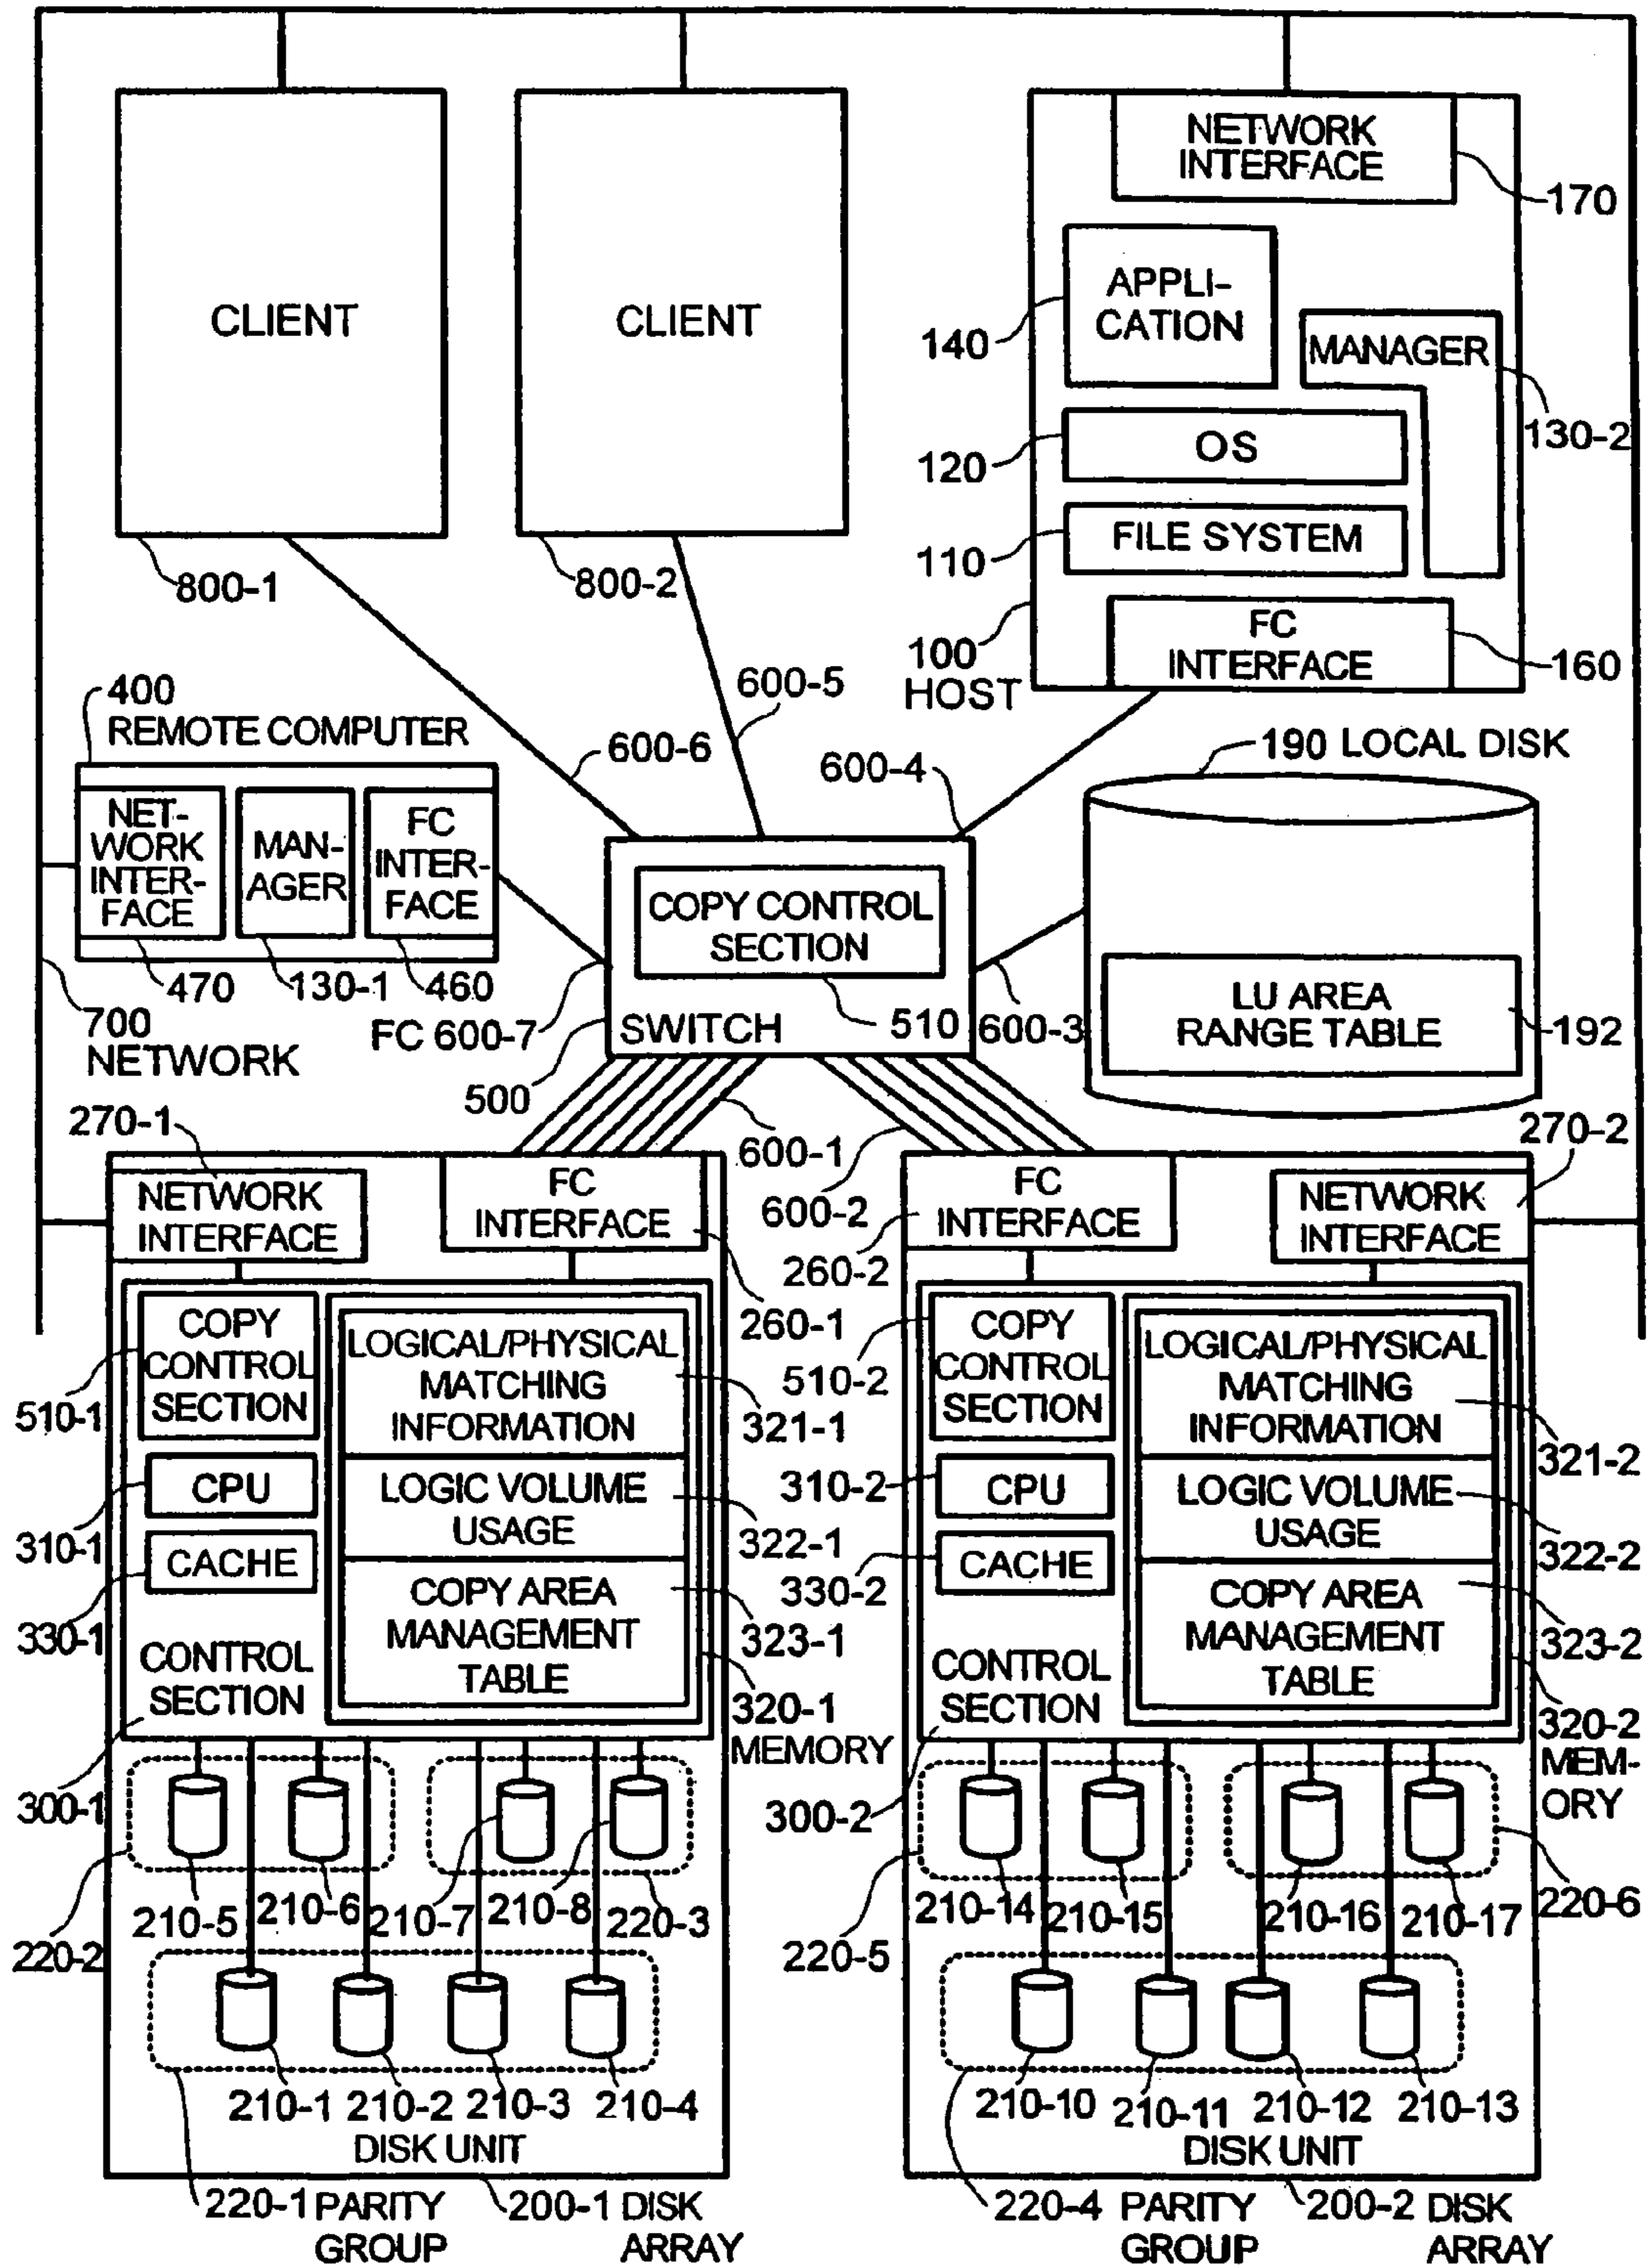 NETWORK
INTERFACE
170
CLIENT
CLIENT
APPLI-
CATION
140
MANAGER
130-2
OS
120
FILE SYSTEM
110
800-1
800-2
100
HOST
FC
INTERFACE
160
400
REMOTE COMPUTER
600-5
600-6
600-4
190 LOCAL DISK
NET-
WORK
INTER-
FACE
MAN-
AGER
FC
INTER-
FACE
COPY CONTROL
SECTION
470
130-1
460
LU AREA
RANGE TABLE
192
700
NETWORK
FC 600-7
SWITCH
510
600-3
500
270-1
600-1
270-2
NETWORK
INTERFACE
FC
INTERFACE
600-2
260-2
FC
INTERFACE
NETWORK
INTERFACE
260-1
COPY
CONTROL
SECTION
LOGICAL/PHYSICAL
MATCHING
INFORMATION
510-1
321-1
510-2
COPY
CONTROL
SECTION
LOGICAL/PHYSICAL
MATCHING
INFORMATION
321-2
CPU
LOGIC VOLUME
USAGE
310-1
322-1
310-2
CPU
LOGIC VOLUME
USAGE
322-2
CACHE
COPY AREA
MANAGEMENT
TABLE
330-1
323-1
330-2
CACHE
COPY AREA
MANAGEMENT
TABLE
323-2
CONTROL
SECTION
320-1
MEMORY
CONTROL
SECTION
320-2
MEM-
ORY
300-1
300-2
210-5
210-6
210-7
210-8
220-3
220-2
210-14
210-15
210-16
210-17
220-6
220-5
210-1
210-2
210-3
210-4
DISK UNIT
210-10
210-11
210-12
210-13
DISK UNIT
220-1 PARITY
GROUP
200-1 DISK
ARRAY
220-4 PARITY
GROUP
200-2 DISK
ARRAY